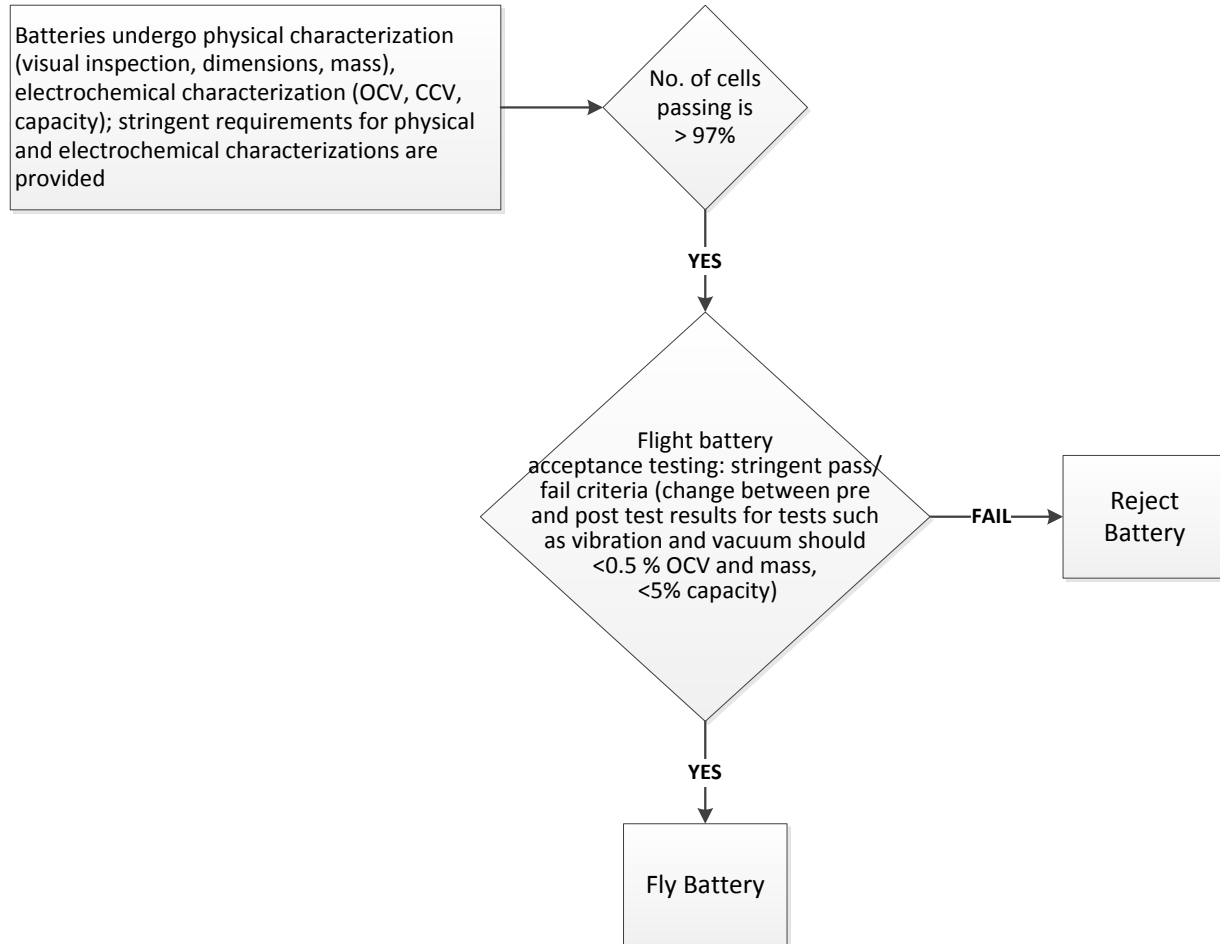 Batteries undergo physical characterization
(visual inspection, dimensions, mass),
electrochemical characterization (OCV, CCV,
capacity); stringent requirements for physical
and electrochemical characterizations are
provided
No. of cells
passing is
> 97%
YES
Flight battery
acceptance testing: stringent pass/
fail criteria (change between pre
and post test results for tests such
as vibration and vacuum should
<0.5 % OCV and mass,
<5% capacity)
FAIL
Reject
Battery
YES
Fly Battery